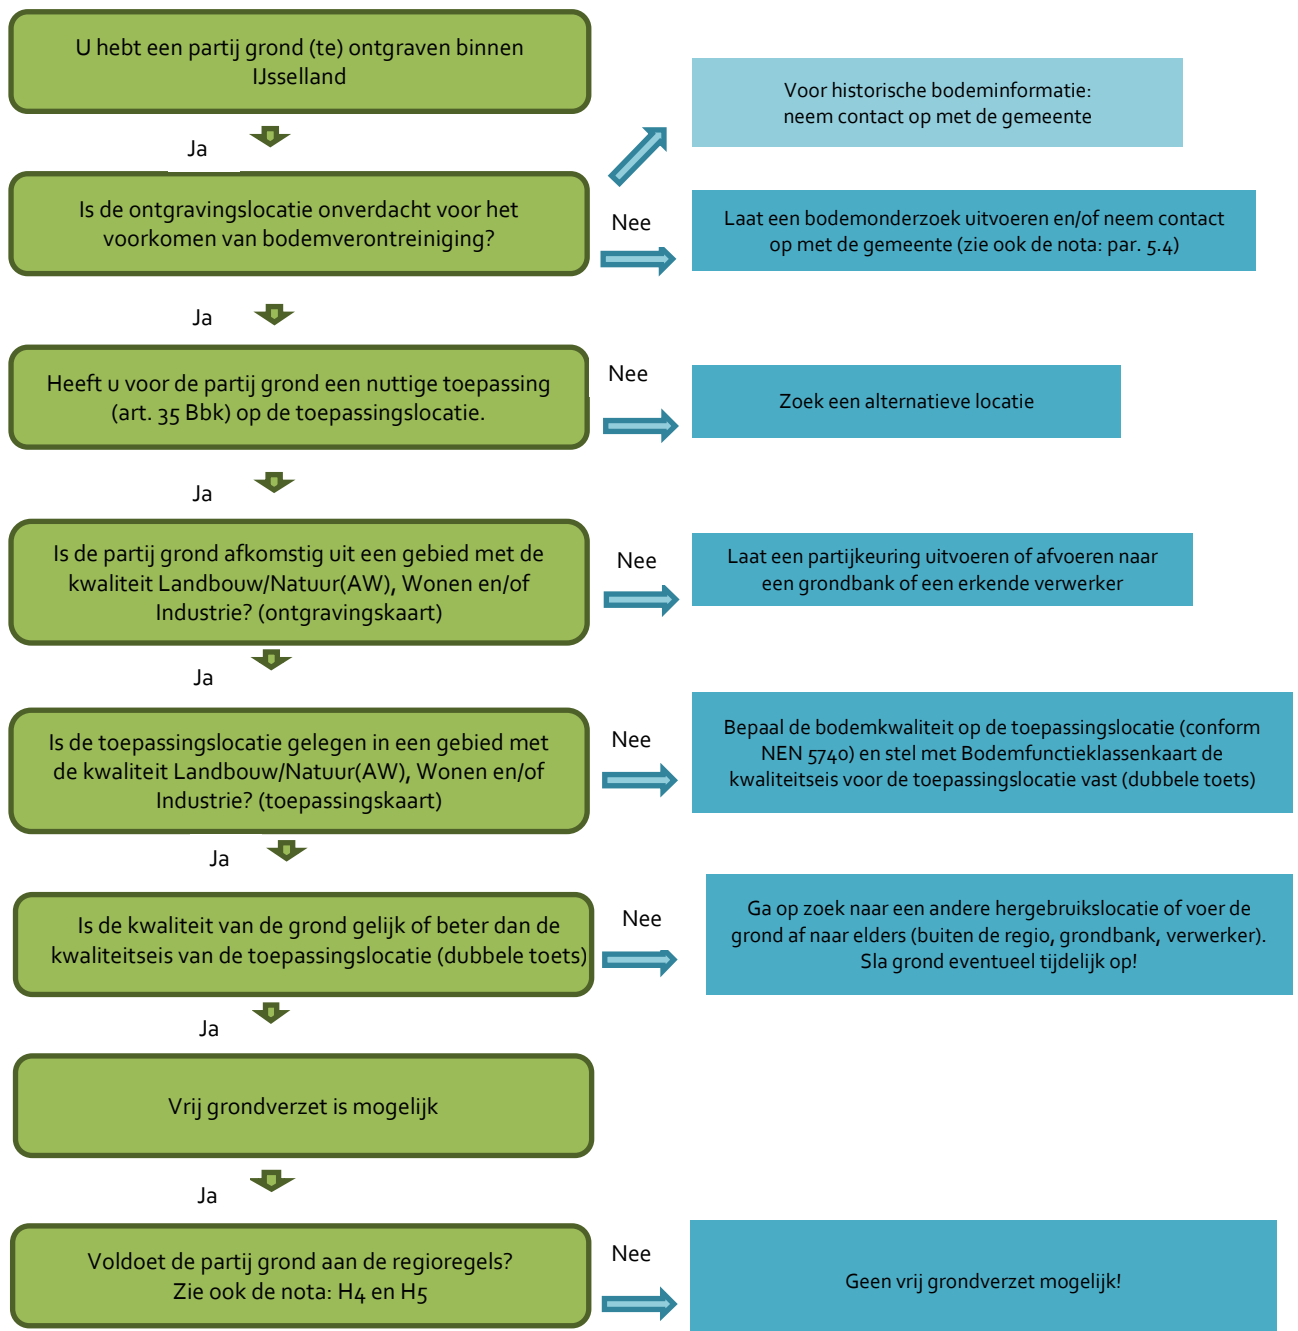 U hebt een partij grond (te) ontgraven binnen
IJsselland
Voor historische bodeminformatie:
neem contact op met de gemeente
Ja
Is de ontgravingslocatie onverdacht voor het
voorkomen van bodemverontreiniging?
Nee
Laat een bodemonderzoek uitvoeren en/of neem contact
op met de gemeente (zie ook de nota: par. 5.4)
Ja
Heeft u voor de partij grond een nuttige toepassing
(art. 35 Bbk) op de toepassingslocatie.
Nee
Zoek een alternatieve locatie
Ja
Is de partij grond afkomstig uit een gebied met de
kwaliteit Landbouw/Natuur(AW), Wonen en/of
Industrie? (ontgravingskaart)
Nee
Laat een partijkeuring uitvoeren of afvoeren naar
een grondbank of een erkende verwerker
Ja
Is de toepassingslocatie gelegen in een gebied met
de kwaliteit Landbouw/Natuur(AW), Wonen en/of
Industrie? (toepassingskaart)
Nee
Bepaal de bodemkwaliteit op de toepassingslocatie (conform
NEN 5740) en stel met Bodemfunctieklassenkaart de
kwaliteitseis voor de toepassingslocatie vast (dubbele toets)
Ja
Is de kwaliteit van de grond gelijk of beter dan de
kwaliteitseis van de toepassingslocatie (dubbele toets)
Nee
Ga op zoek naar een andere hergebruikslocatie of voer de
grond af naar elders (buiten de regio, grondbank, verwerker).
Sla grond eventueel tijdelijk op!
Ja
Vrij grondverzet is mogelijk
Ja
Voldoet de partij grond aan de regioregels?
Zie ook de nota: H4 en H5
Nee
Geen vrij grondverzet mogelijk!